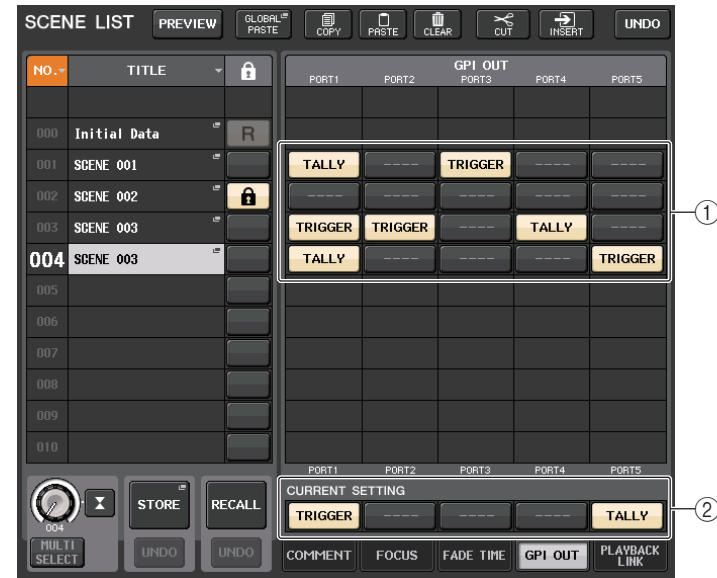 SCENE LIST PREVIEW GLOBAL PASTE COPY PASTE CLEAR CUT INSERT UNDO
NO. TITLE GPI OUT
PORT1 PORT2 PORT3 PORT4 PORT5
000 Initial Data R
001 SCENE 001 TALLY ---- TRIGGER ---- ----
002 SCENE 002 ---- ---- ---- ---- ----
003 SCENE 003 TRIGGER TRIGGER ---- TALLY ----
004 SCENE 003 TALLY ---- ---- ---- TRIGGER
005
006
007
008
009
010
PORT1 PORT2 PORT3 PORT4 PORT5
CURRENT SETTING
TRIGGER ---- ---- ---- TALLY
004 STORE RECALL
MULTI SELECT UNDO UNDO
COMMENT FOCUS FADE TIME GPI OUT PLAYBACK LINK
1
2